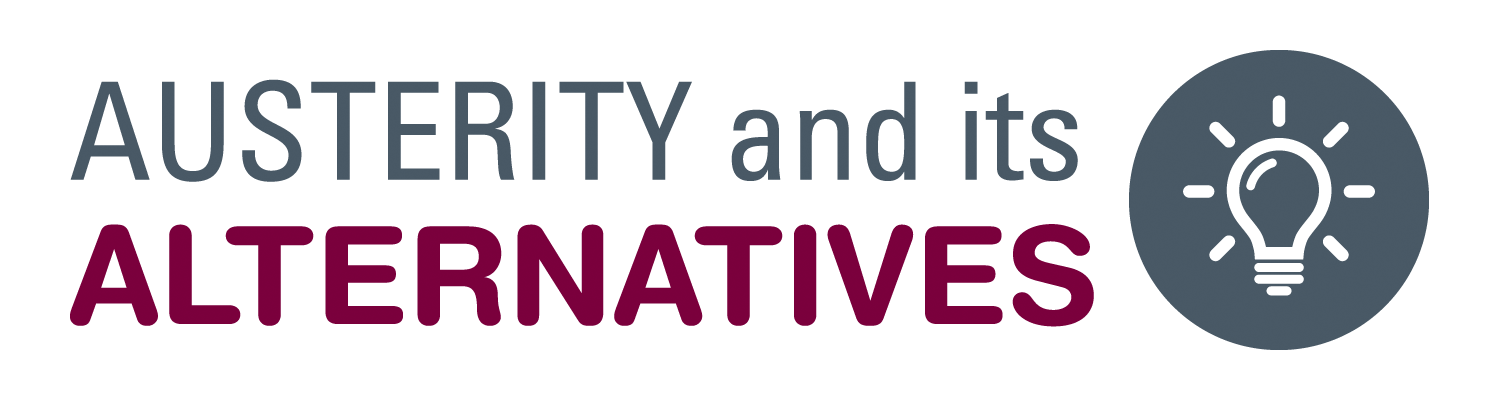 AUSTERITY and its
ALTERNATIVES